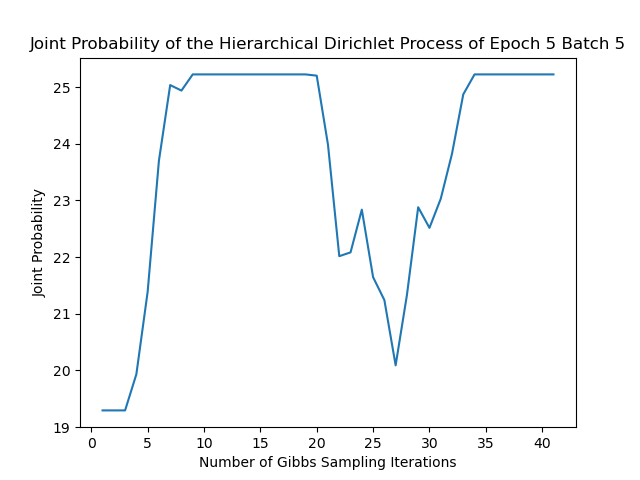 Joint Probability of the Hierarchical Dirichlet Process of Epoch 5 Batch 5
25
24
23
22
21
20
19
Joint Probability
0 5 10 15 20 25 30 35 40
Number of Gibbs Sampling Iterations